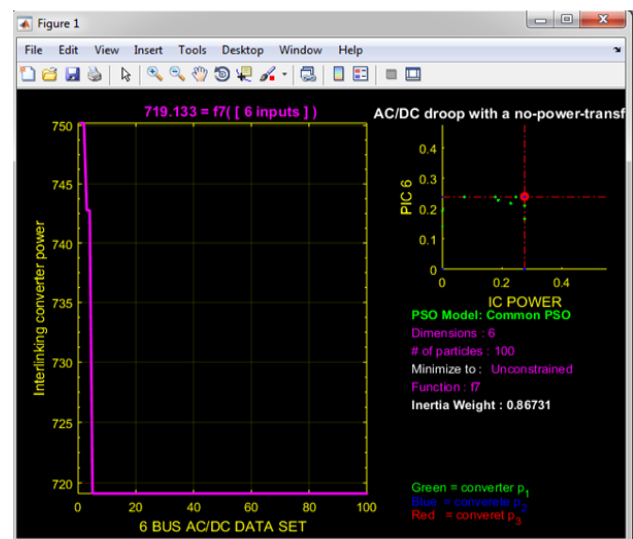 Figure 1
File Edit View Insert Tools Desktop Window Help
719.133 = f7( [ 6 inputs ] )
750
745
740
735
730
725
720
0 20 40 60 80 100
Interlinking converter power
6 BUS AC/DC DATA SET
AC/DC droop with a no-power-transf
0.4
0.3
0.2
0.1
0
0 0.2 0.4
PIC 6
IC POWER
PSO Model: Common PSO
Dimensions : 6
# of particles : 100
Minimize to : Unconstrained
Function : f7
Inertia Weight : 0.86731
Green = converter p1
Blue = converele p2
Red = converet p3